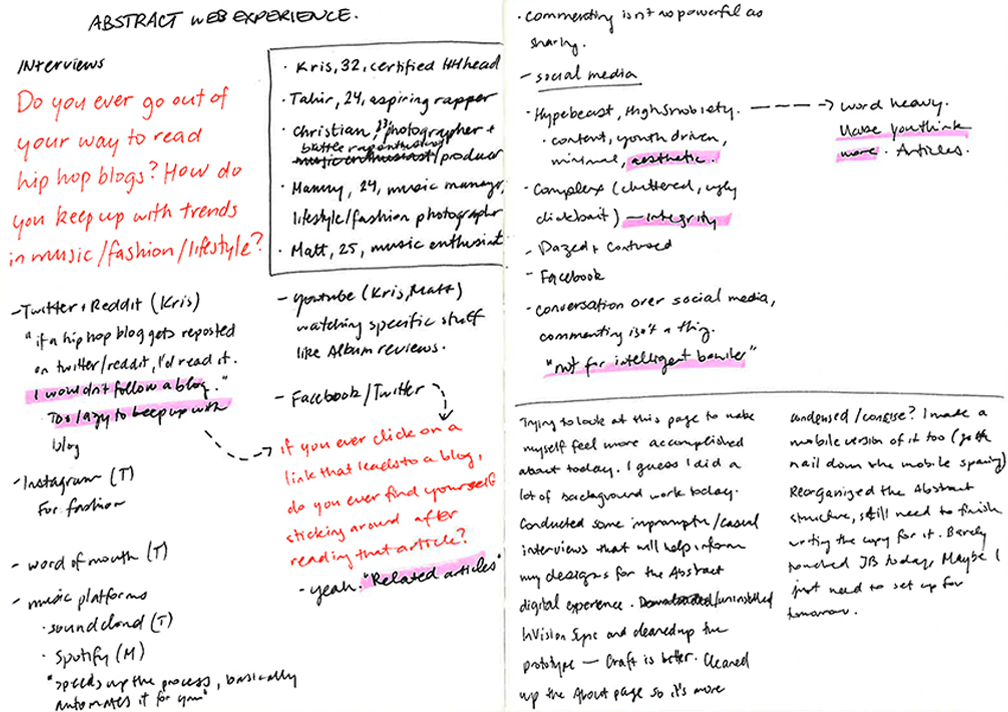 ABSTRACT WEB EXPERIENCE.
INterviews
Do you ever go out of
your way to read
hip hop blogs? How do
you keep up with trends
in music/fashion/lifestyle?
· Kris, 32, certified HHhead
· Tahir, 24, aspiring rapper
· Christian, 23, photographer +
battle rap enthusiast
music enthusiast/producer
· Manny, 24, music manager,
lifestyle/fashion photographer
· Matt, 25, music enthusiast
- Twitter + Reddit (Kris)
"if a hip hop blog gets reposted
on twitter/reddit, I'd read it.
I wouldn't follow a blog."
· Too lazy to keep up with
blog
- Instagram (T)
For fashion
- word of mouth (T)
- music platforms
· soundcloud (T)
· Spotify (M)
"speeds up the process, basically
automates it for you"
- youtube (Kris, Matt)
watching specific stuff
like Album reviews.
- Facebook/Twitter
if you ever click on a
link that leads to a blog,
do you ever find yourself
sticking around after
reading that article?
- yeah. "Related articles"
· commenting isn't as powerful as
sharing.
- social media
· Hypebeast, Highsnobiety.
· content, youth driven,
minimal, aesthetic.
word heavy.
Makes you think
more. Articles.
· Complex (cluttered, ugly
clickbait) - integrity
- Dazed + Confused
- Facebook
- conversation over social media,
commenting isn't a thing.
"not for intelligent banter"
Trying to look at this page to make
myself feel more accomplished
about today. I guess I did a
lot of background work today.
Conducted some impromptu/casual
interviews that will help inform
my designs for the Abstract
digital experience. Downloaded/uninstalled
InVision Sync and cleaned up the
prototype - Craft is better. Cleaned
up the About page so it's more
condensed/concise? I made a
mobile version of it too (gotta
nail down the mobile spacing)
Reorganized the Abstract
structure, still need to finish
writing the copy for it. Barely
touched JB today, Maybe I
just need to set up for
tomorrow.